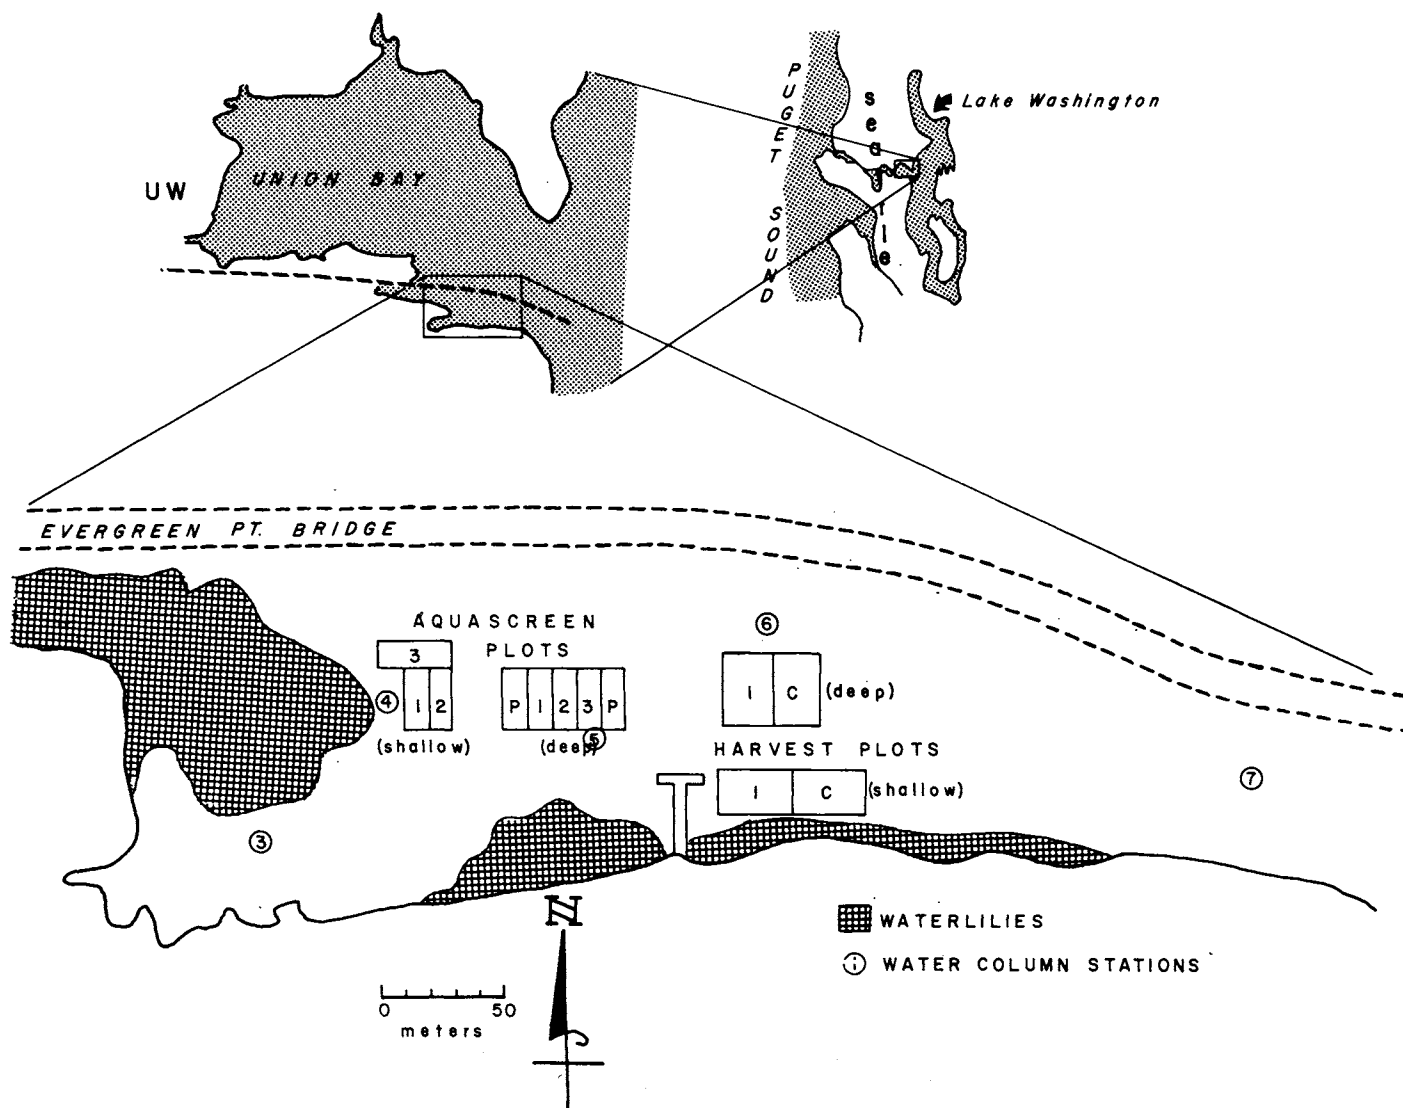 PUGET SOUND
seattle
Lake Washington
UNION BAY
UW
EVERGREEN PT. BRIDGE
AQUASCREEN
PLOTS
3
1 2
(shallow)
P 1 2 3 P
(deep)
4
5
6
1 C (deep)
HARVEST PLOTS
1 C (shallow)
7
3
N
WATERLILIES
i WATER COLUMN STATIONS
0 50
meters